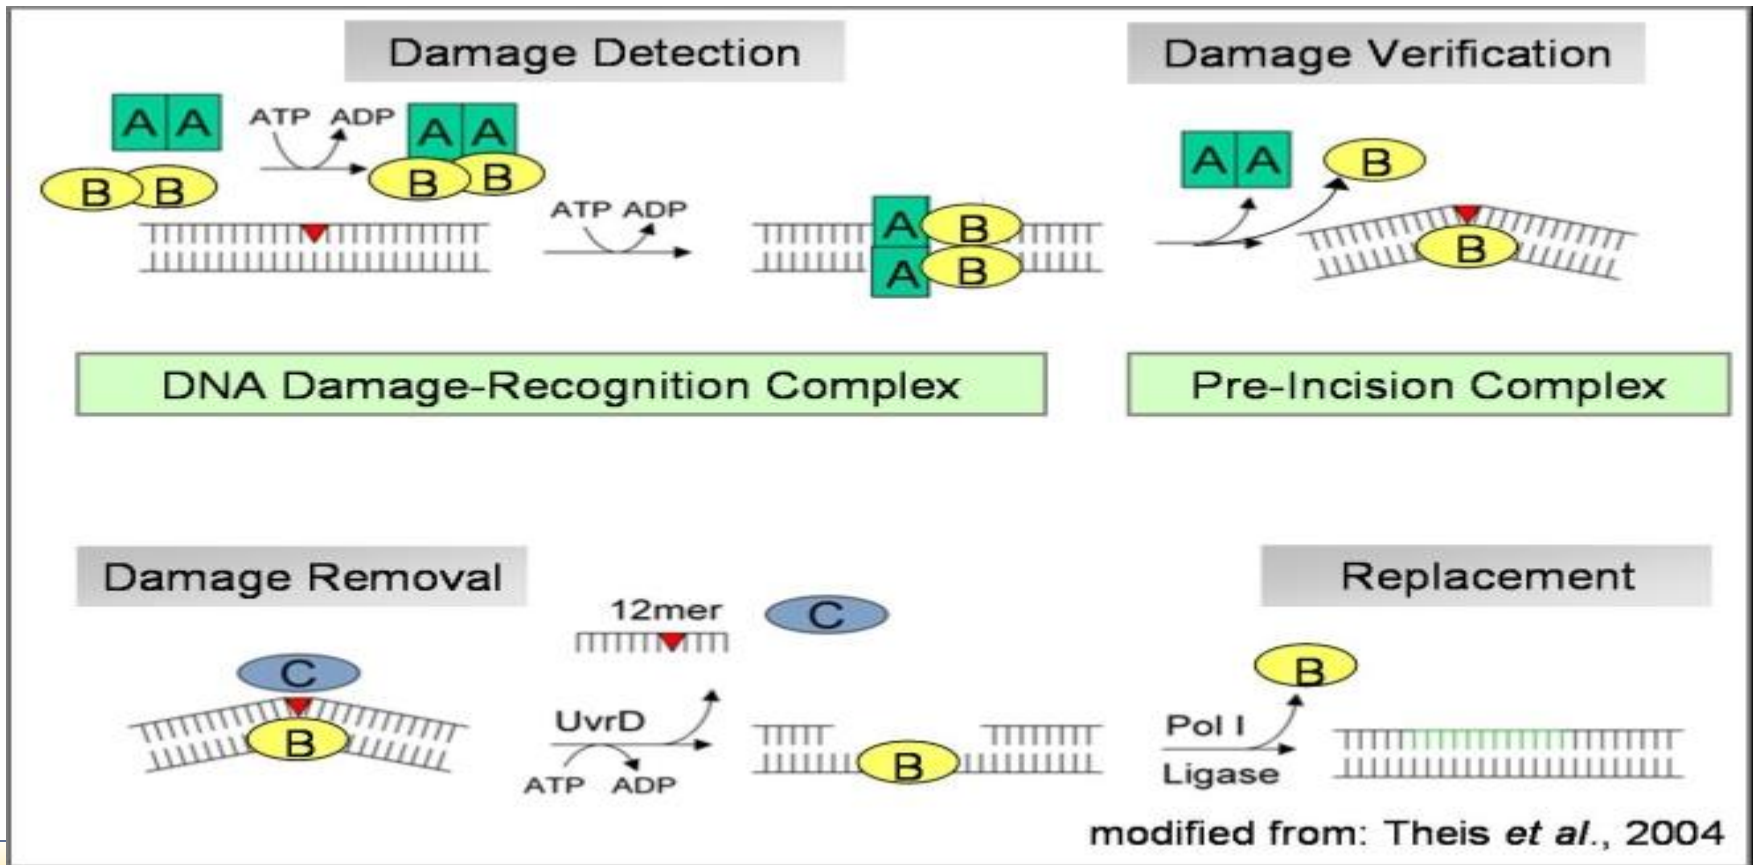 Damage Detection
Damage Verification
A A
ATP ADP
A A
B B
B B
ATP ADP
A B
A B
A A
B
B
DNA Damage-Recognition Complex
Pre-Incision Complex
Damage Removal
Replacement
12mer
C
C
B
UvrD
ATP ADP
B
Pol I
Ligase
B
modified from: Theis et al., 2004